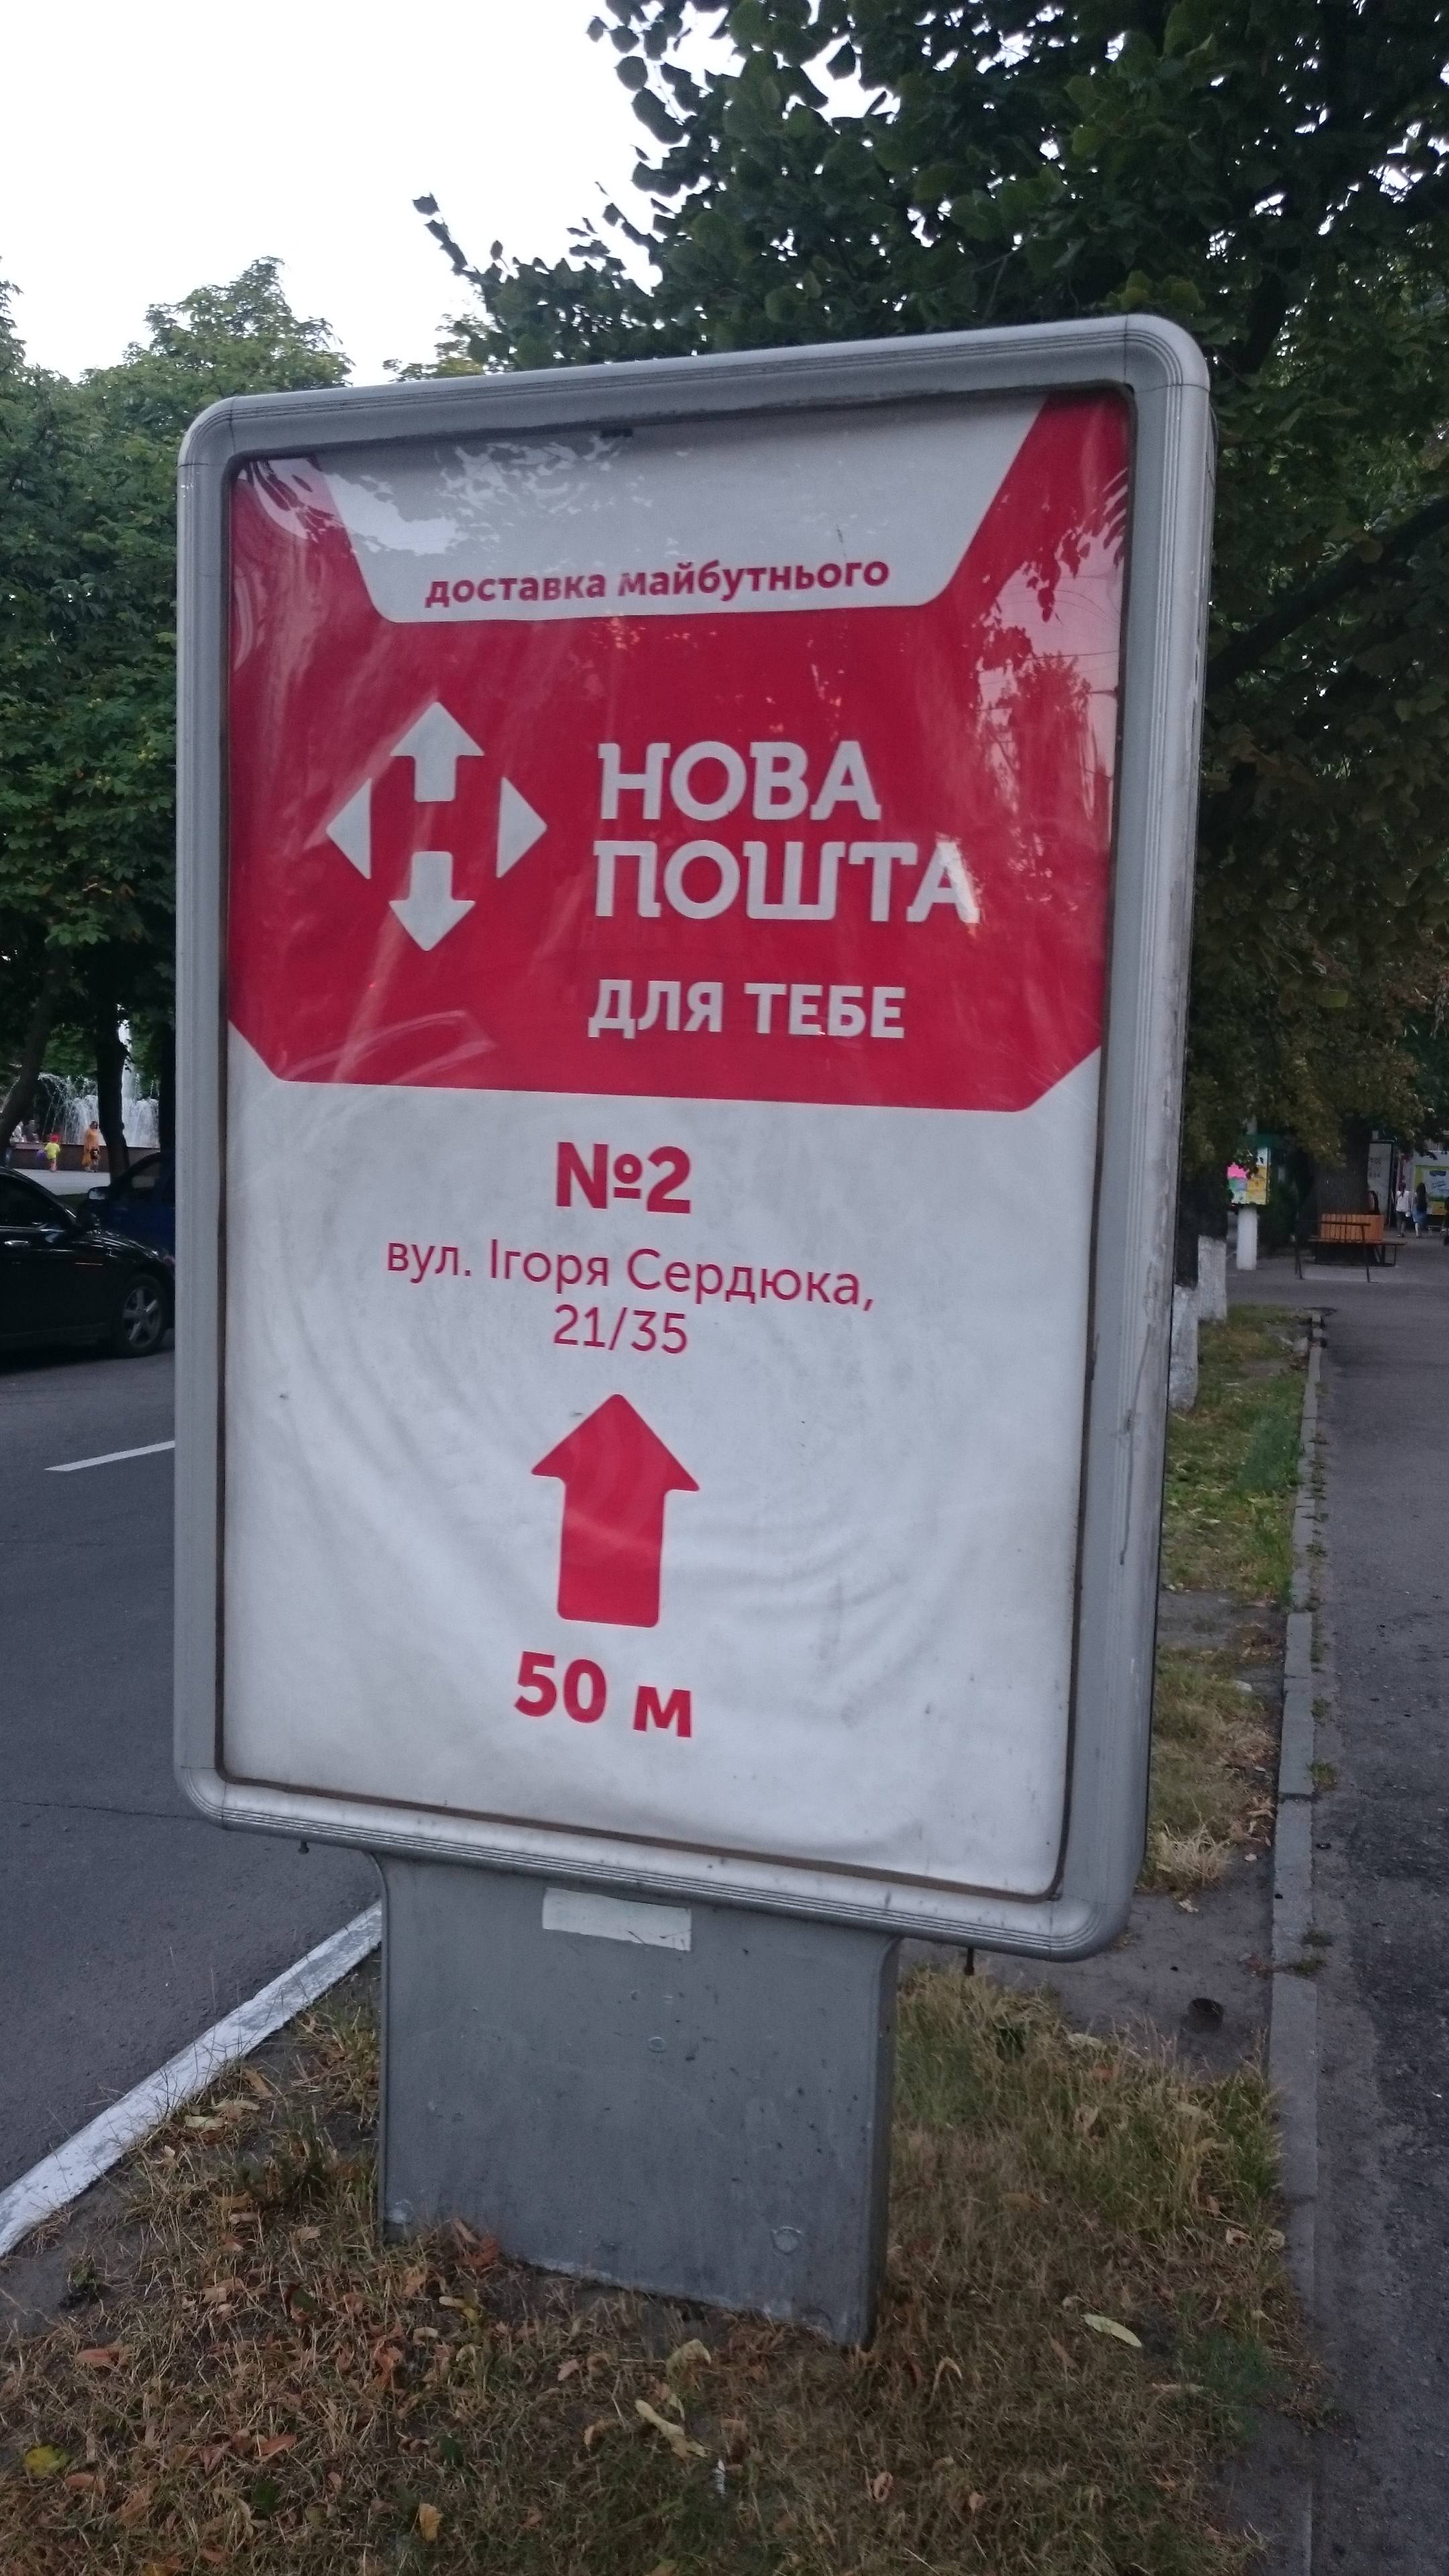 доставка майбутнього
НОВА
ПОШТА
ДЛЯ ТЕБЕ
№2
вул. Ігоря Сердюка,
21/35
50 м